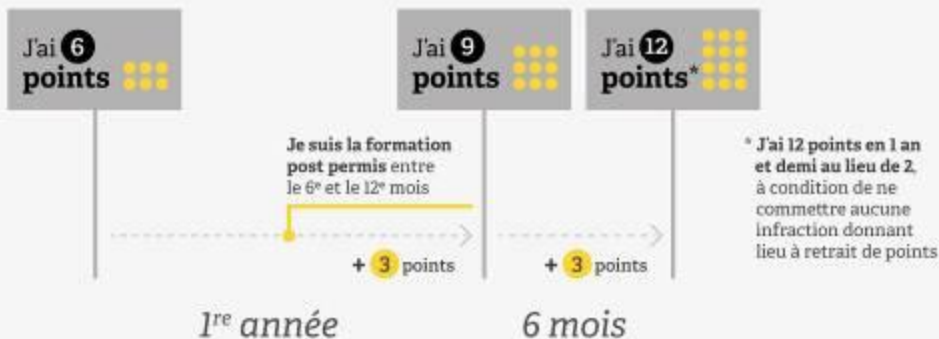 J'ai 6
points
J'ai 9
points
J'ai 12
points*
Je suis la formation
post permis entre
le 6e et le 12e mois
* J'ai 12 points en 1 an
et demi au lieu de 2,
à condition de ne
commettre aucune
infraction donnant
lieu à retrait de points
+ 3 points
+ 3 points
1re année
6 mois